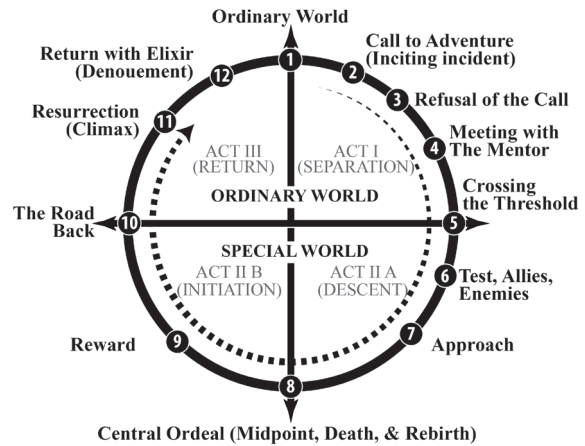 Ordinary World
1
Call to Adventure
(Inciting incident)
2
Refusal of the Call
3
Meeting with
The Mentor
4
Crossing
the Threshold
5
Test, Allies,
Enemies
6
Approach
7
Central Ordeal (Midpoint, Death, & Rebirth)
8
Reward
9
The Road
Back
10
Resurrection
(Climax)
11
Return with Elixir
(Denouement)
12
ACT III
(RETURN)
ACT I
(SEPARATION)
ORDINARY WORLD
SPECIAL WORLD
ACT II B
(INITIATION)
ACT II A
(DESCENT)